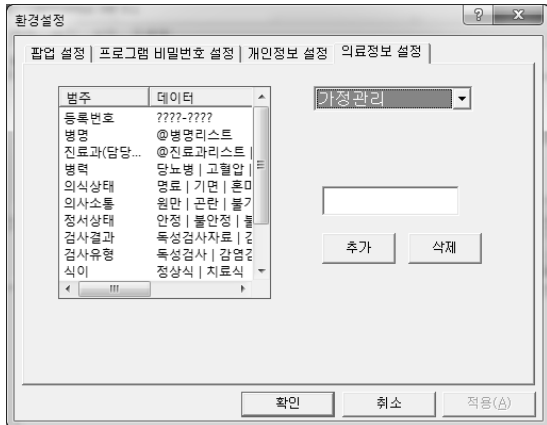 환경설정
팝업 설정 | 프로그램 비밀번호 설정 | 개인정보 설정 | 의료정보 설정
범주 데이터
등록번호 ????-????
병명 @병명리스트
진료과(담당... @진료과리스트 |
병력 당뇨병 | 고혈압 |
의식상태 명료 | 기면 | 혼미
의사소통 원만 | 곤란 | 불가
정서상태 안정 | 불안정 |
검사결과 독성검사자료 |
검사유형 독성검사 | 감염검
식이 정상식 | 치료식
가정관리
추가 삭제
확인 취소 적용(A)